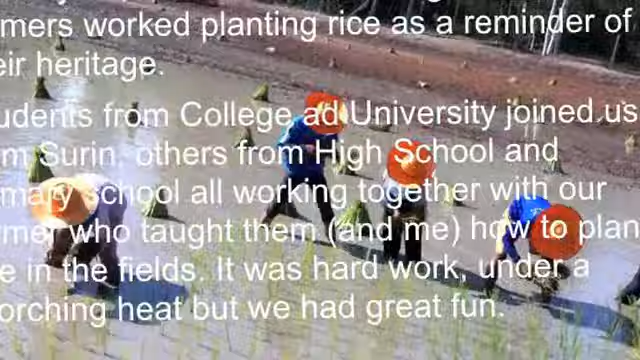 mers worked planting rice as a reminder of
eir heritage.
udents from College ad University joined us
m Surin, others from High School and
mary school all working together with our
rmer who taught them (and me) how to plan
e in the fields. It was hard work, under a
orching heat but we had great fun.